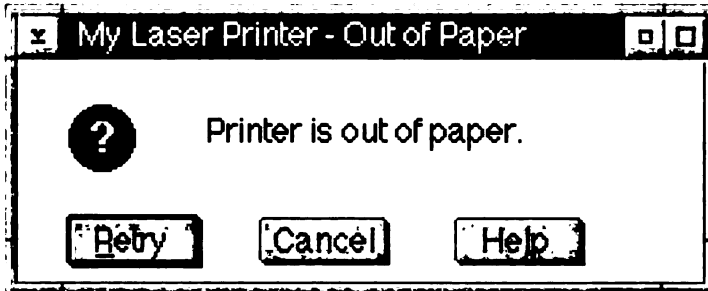 My Laser Printer - Out of Paper
?
Printer is out of paper.
Retry Cancel Help